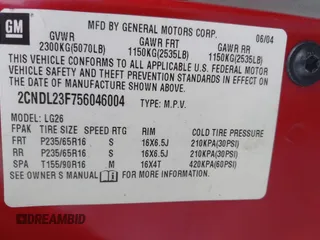 GM
MFD BY GENERAL MOTORS CORP.
GVWR GAWR FRT GAWR RR 06/04
2300KG(5070LB) 1150KG(2535LB) 1150KG(2535LB)
THIS VEHICLE CONFORMS TO ALL APPLICABLE U.S. FEDERAL
MOTOR VEHICLE SAFETY, BUMPER, AND THEFT PREVENTION
STANDARDS IN EFFECT ON THE DATE OF MANUFACTURE SHOWN ABOVE.
2CNDL23F756046004 TYPE: M.P.V.
MODEL: LG26
FPAK TIRE SIZE SPEED RTG RIM COLD TIRE PRESSURE
FRT P235/65R16 S 16X6.5J 210KPA(30PSI)
RR P235/65R16 S 16X6.5J 210KPA(30PSI)
SPA T155/90R16 M 16X4T 420KPA(60PSI)
SEE OWNER'S MANUAL FOR ADDITIONAL INFORMATION.
DREAMBID